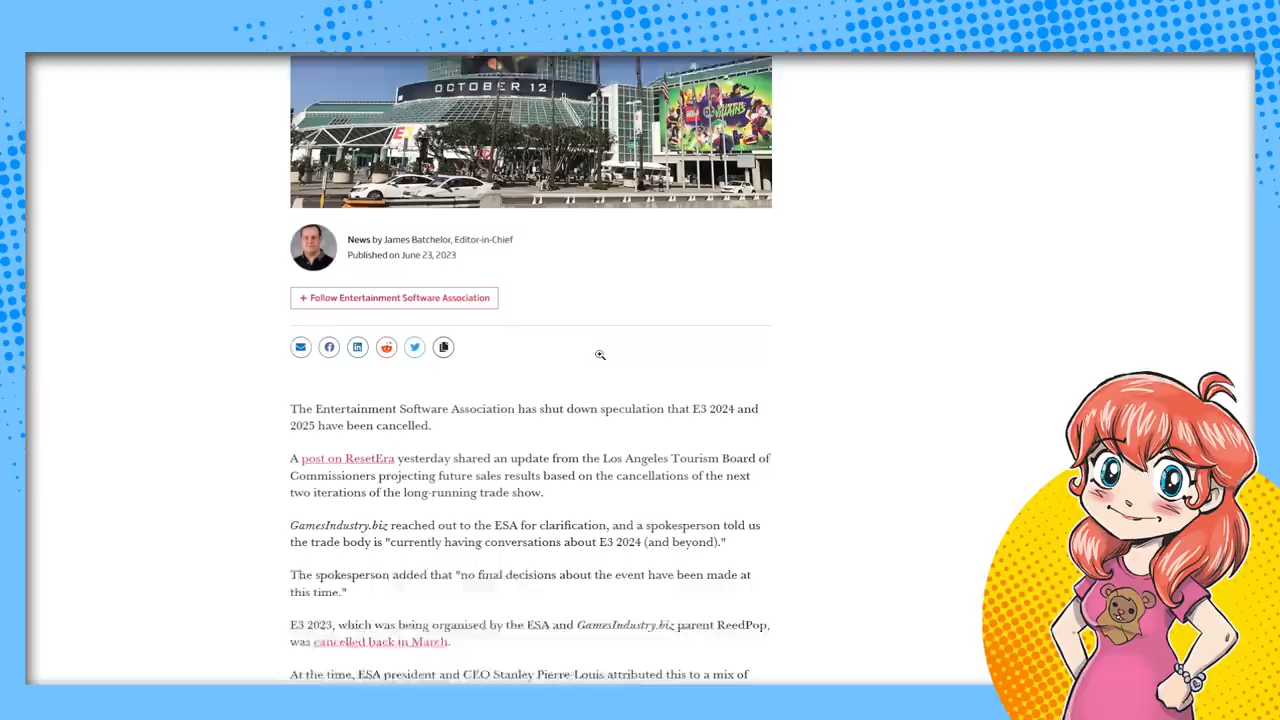 OCTOBER 12
LEGO DC
VILLAINS
News by James Batchelor, Editor-in-Chief
Published on June 23, 2023
+ Follow Entertainment Software Association
The Entertainment Software Association has shut down speculation that E3 2024 and
2025 have been cancelled.
A post on ResetEra yesterday shared an update from the Los Angeles Tourism Board of
Commissioners projecting future sales results based on the cancellations of the next
two iterations of the long-running trade show.
GamesIndustry.biz reached out to the ESA for clarification, and a spokesperson told us
the trade body is "currently having conversations about E3 2024 (and beyond)."
The spokesperson added that "no final decisions about the event have been made at
this time."
E3 2023, which was being organised by the ESA and GamesIndustry.biz parent ReedPop,
was cancelled back in March.
At the time, ESA president and CEO Stanley Pierre-Louis attributed this to a mix of